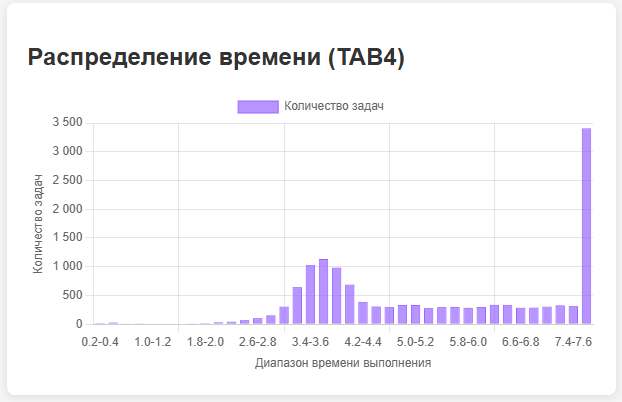 Распределение времени (TAB4)
Количество задач
3 500
3 000
2 500
2 000
1 500
1 000
500
0
Количество задач
0.2-0.4 1.0-1.2 1.8-2.0 2.6-2.8 3.4-3.6 4.2-4.4 5.0-5.2 5.8-6.0 6.6-6.8 7.4-7.6
Диапазон времени выполнения